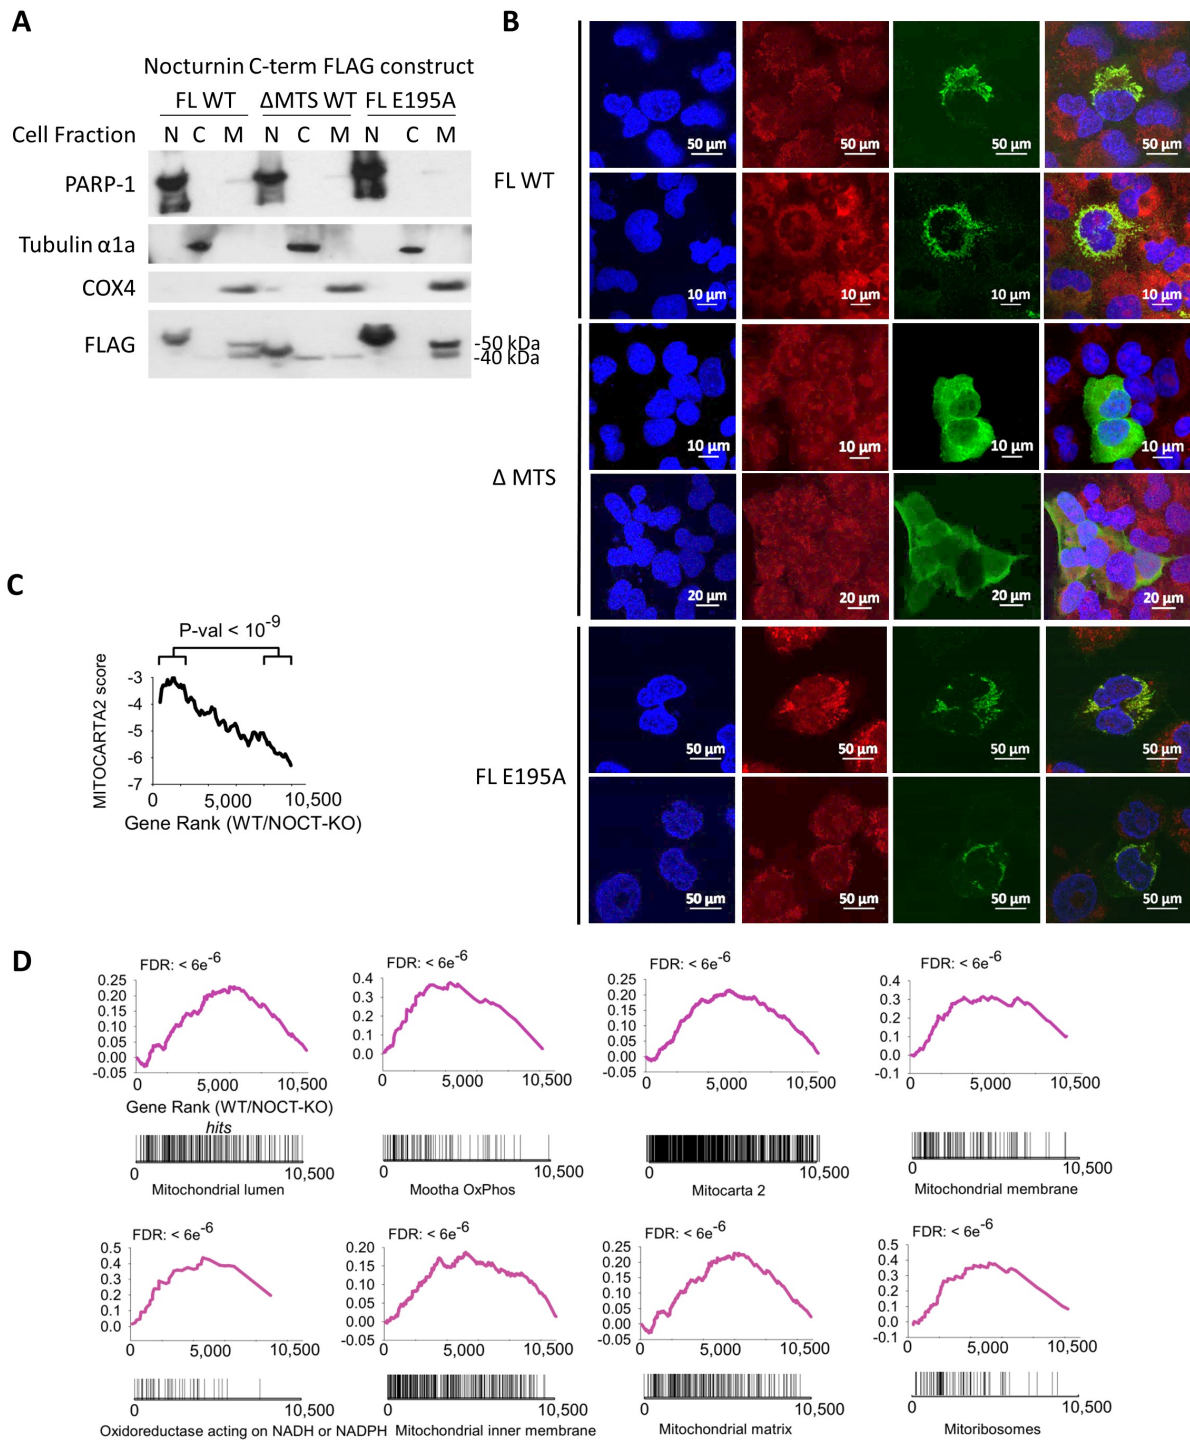 A
Nocturnin C-term FLAG construct
FL WT ΔMTS WT FL E195A
Cell Fraction N C M N C M N C M
PARP-1
Tubulin α1a
COX4
FLAG
-50 kDa
-40 kDa
B
FL WT
50 µm 50 µm 50 µm 50 µm
10 µm 10 µm 10 µm 10 µm
Δ MTS
10 µm 10 µm 10 µm 10 µm
20 µm 20 µm 20 µm 20 µm
FL E195A
50 µm 50 µm 50 µm 50 µm
50 µm 50 µm 50 µm 50 µm
C
P-val < 10-9
MITOCARTA2 score
-3
-4
-5
-6
-7
0 5,000 10,500
Gene Rank (WT/NOCT-KO)
D
FDR: < 6e-6
0.25
0.20
0.15
0.10
0.05
0.00
-0.05
0 5,000 10,500
Gene Rank (WT/NOCT-KO)
hits
0 10,500
Mitochondrial lumen
FDR: < 6e-6
0.4
0.3
0.2
0.1
0.0
0 5,000 10,500
0 10,500
Mootha OxPhos
FDR: < 6e-6
0.25
0.20
0.15
0.10
0.05
0.00
-0.05
0 5,000 10,500
0 10,500
Mitocarta 2
FDR: < 6e-6
0.4
0.3
0.2
0.1
0.0
-0.1
0 5,000 10,500
0 10,500
Mitochondrial membrane
FDR: < 6e-6
0.5
0.4
0.3
0.2
0.1
0.0
0 5,000 10,500
0 10,500
Oxidoreductase acting on NADH or NADPH
FDR: < 6e-6
0.20
0.15
0.10
0.05
0.00
-0.05
0 5,000 10,500
0 10,500
Mitochondrial inner membrane
FDR: < 6e-6
0.25
0.20
0.15
0.10
0.05
0.00
-0.05
0 5,000 10,500
0 10,500
Mitochondrial matrix
FDR: < 6e-6
0.5
0.4
0.3
0.2
0.1
0.0
-0.1
0 5,000 10,500
0 10,500
Mitoribosomes